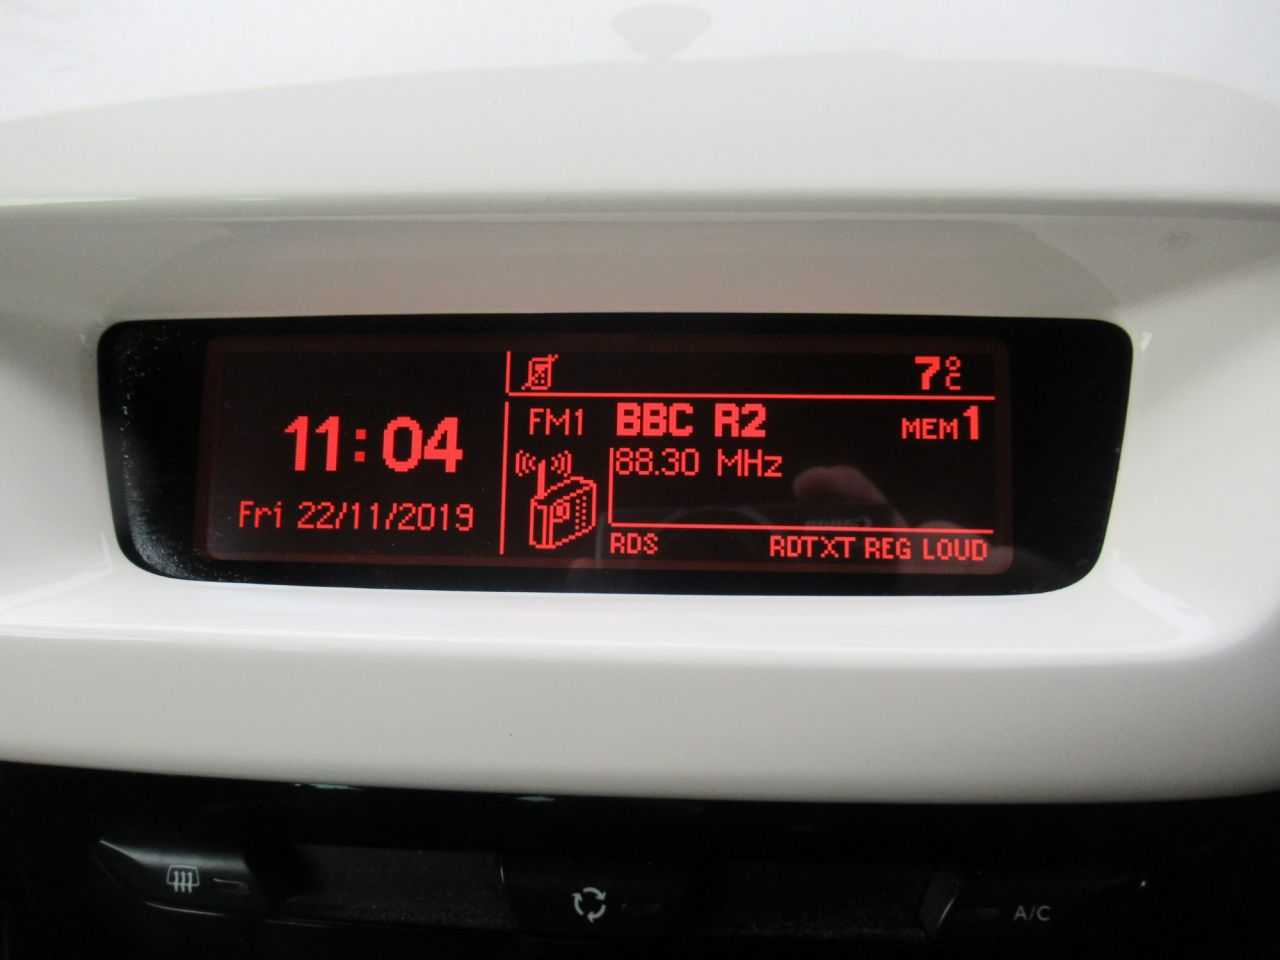 7°C
FM1 BBC R2 MEM1
11:04
88.30 MHz
Fri 22/11/2019
RDS RDTXT REG LOUD
A/C